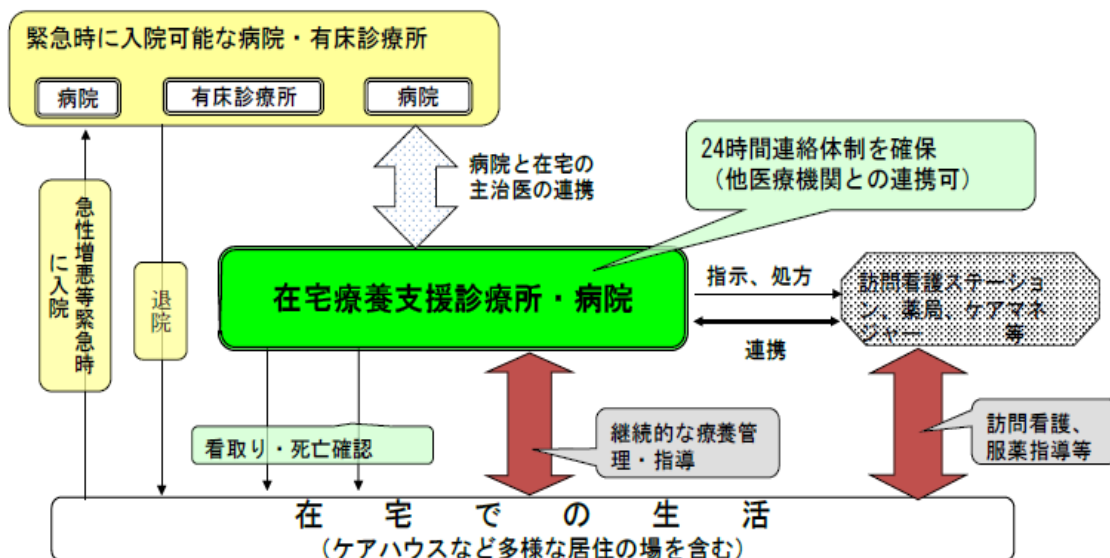 緊急時に入院可能な病院・有床診療所
病院
有床診療所
病院
病院と在宅の
主治医の連携
24時間連絡体制を確保
（他医療機関との連携可）
急性増悪等緊急時
に入院
退院
在宅療養支援診療所・病院
指示、処方
連携
訪問看護ステーショ
ン、薬局、ケアマネ
ジャー　　　等
看取り・死亡確認
継続的な療養管
理・指導
訪問看護、
服薬指導等
在　宅　で　の　生　活
（ケアハウスなど多様な居住の場を含む）